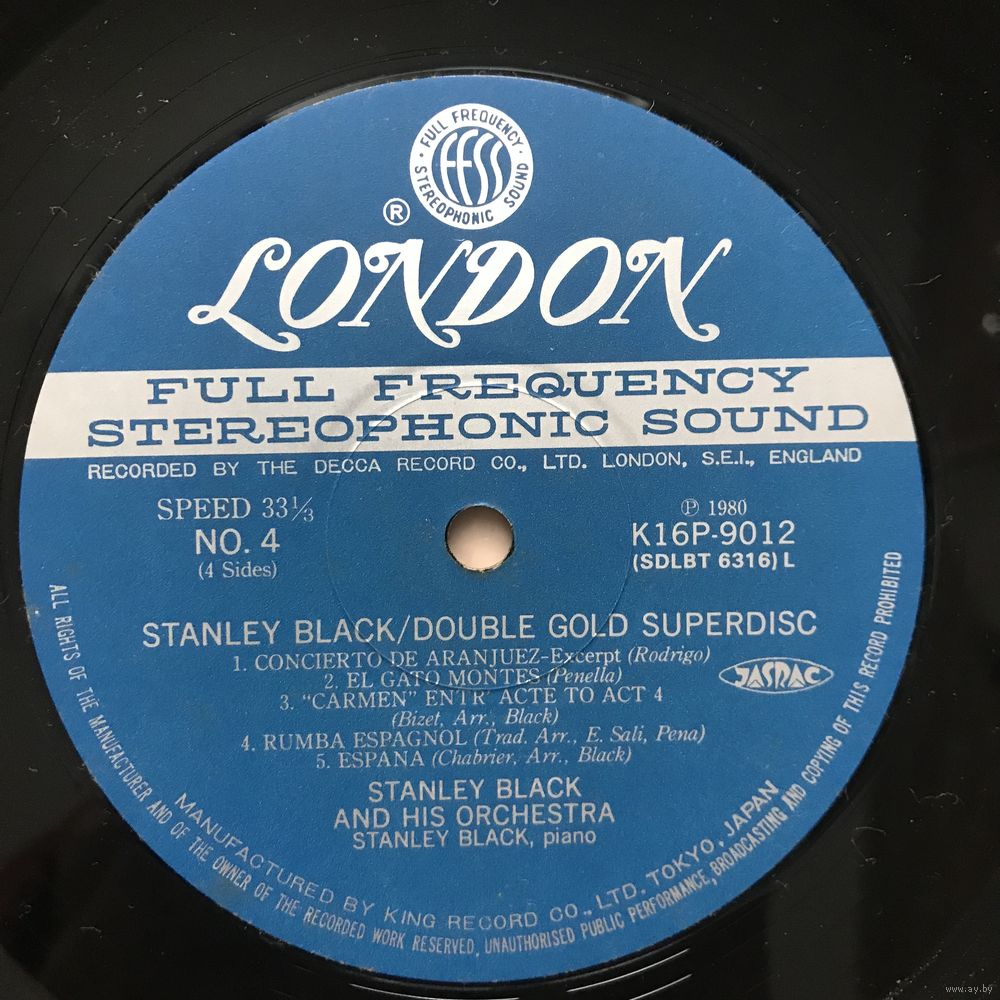 · FULL FREQUENCY · STEREOPHONIC SOUND
FFSS
®
LONDON
FULL FREQUENCY
STEREOPHONIC SOUND
RECORDED BY THE DECCA RECORD CO., LTD. LONDON, S.E.I., ENGLAND
SPEED 33⅓
NO. 4
(4 Sides)
℗ 1980
K16P-9012
(SDLBT 6316) L
STANLEY BLACK/DOUBLE GOLD SUPERDISC
1. CONCIERTO DE ARANJUEZ-Excerpt (Rodrigo)
2. EL GATO MONTES (Penella)
3. "CARMEN" ENTR' ACTE TO ACT 4
(Bizet, Arr., Black)
4. RUMBA ESPAGNOL (Trad. Arr., E. Sali, Pena)
5. ESPANA (Chabrier, Arr., Black)
JASRAC
STANLEY BLACK
AND HIS ORCHESTRA
STANLEY BLACK, piano
MANUFACTURED BY KING RECORD CO., LTD. TOKYO, JAPAN
ALL RIGHTS OF THE MANUFACTURER AND OF THE OWNER OF THE RECORDED WORK RESERVED, UNAUTHORISED PUBLIC PERFORMANCE, BROADCASTING AND COPYING OF THIS RECORD PROHIBITED
www.ay.by